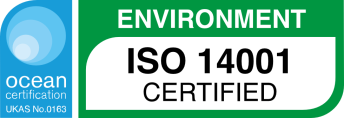 ENVIRONMENT
ISO 14001
CERTIFIED
ocean
certification
UKAS No.0163